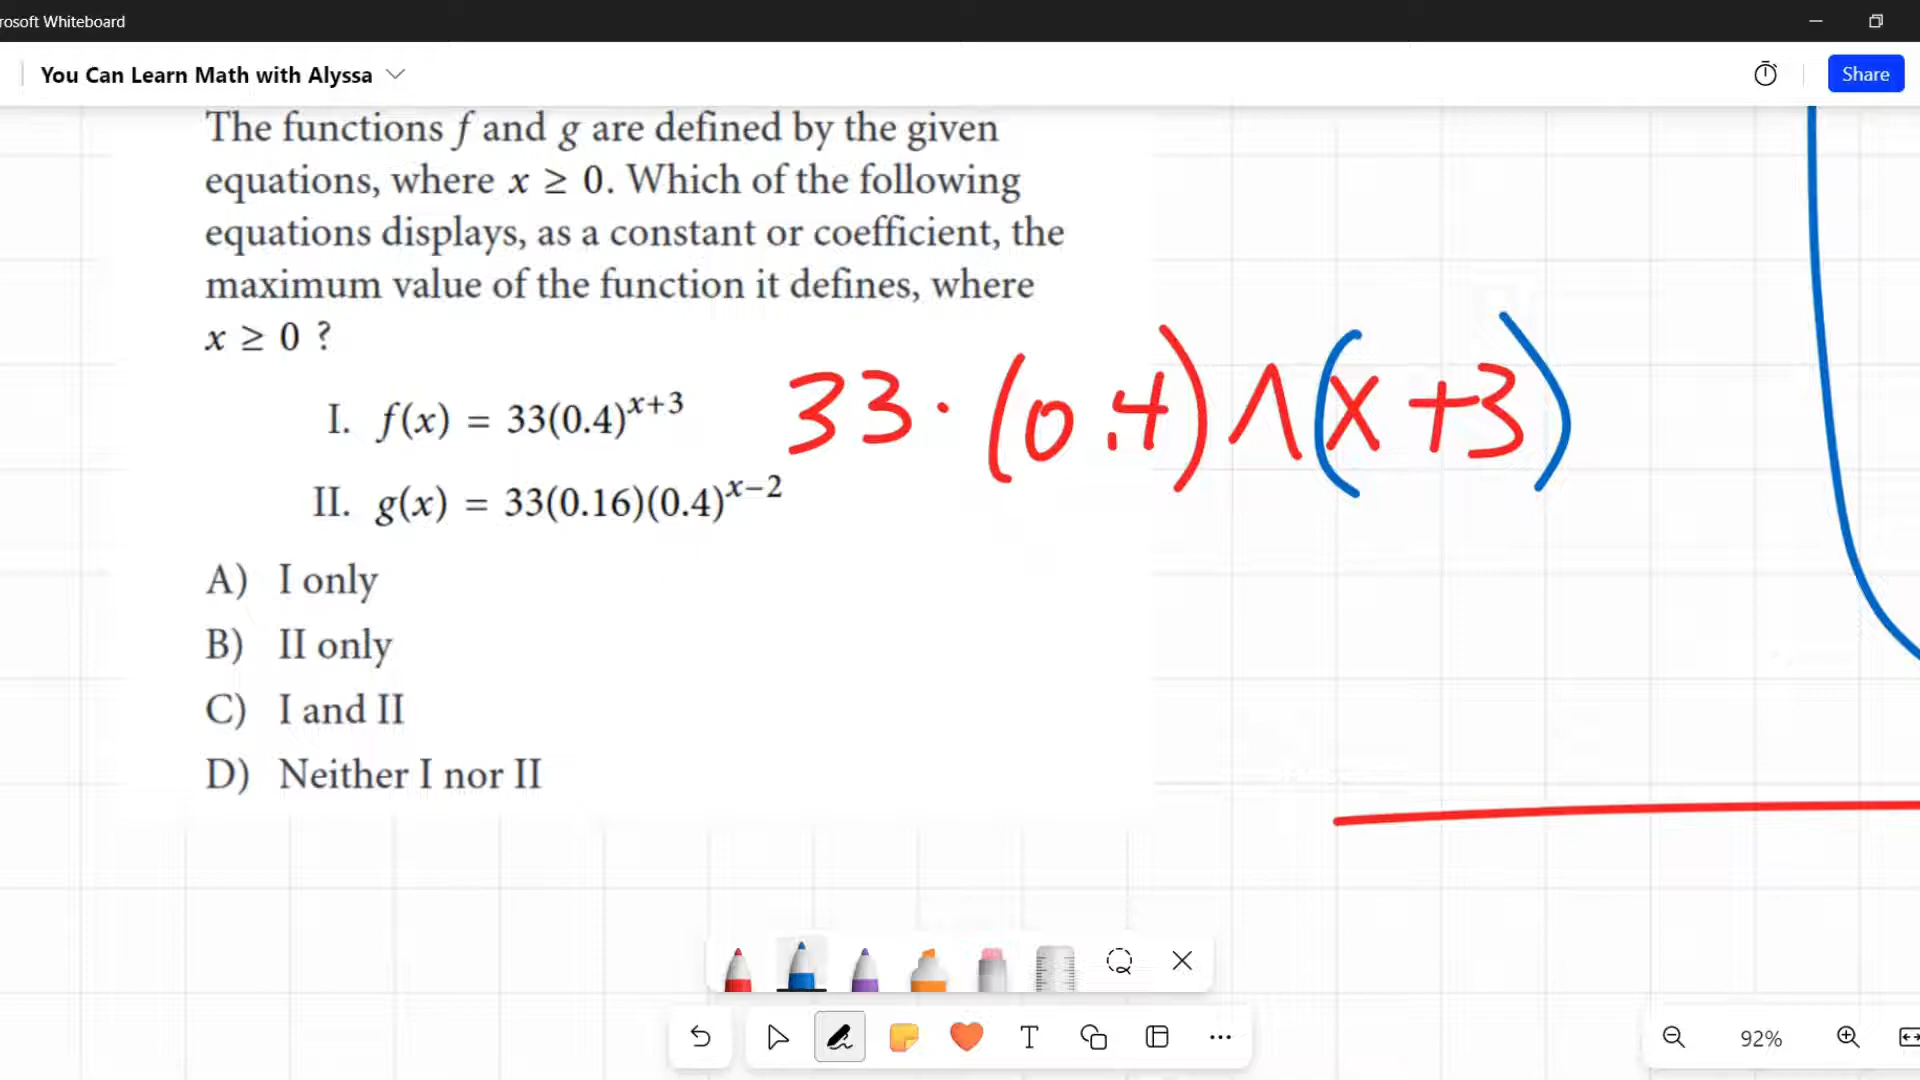 rosoft Whiteboard
You Can Learn Math with Alyssa
Share
The functions f and g are defined by the given
equations, where x ≥ 0. Which of the following
equations displays, as a constant or coefficient, the
maximum value of the function it defines, where
x ≥ 0 ?
I. f(x) = 33(0.4)^{x+3}
33 · (0.4) ^ (x + 3)
II. g(x) = 33(0.16)(0.4)^{x−2}
A) I only
B) II only
C) I and II
D) Neither I nor II
92%